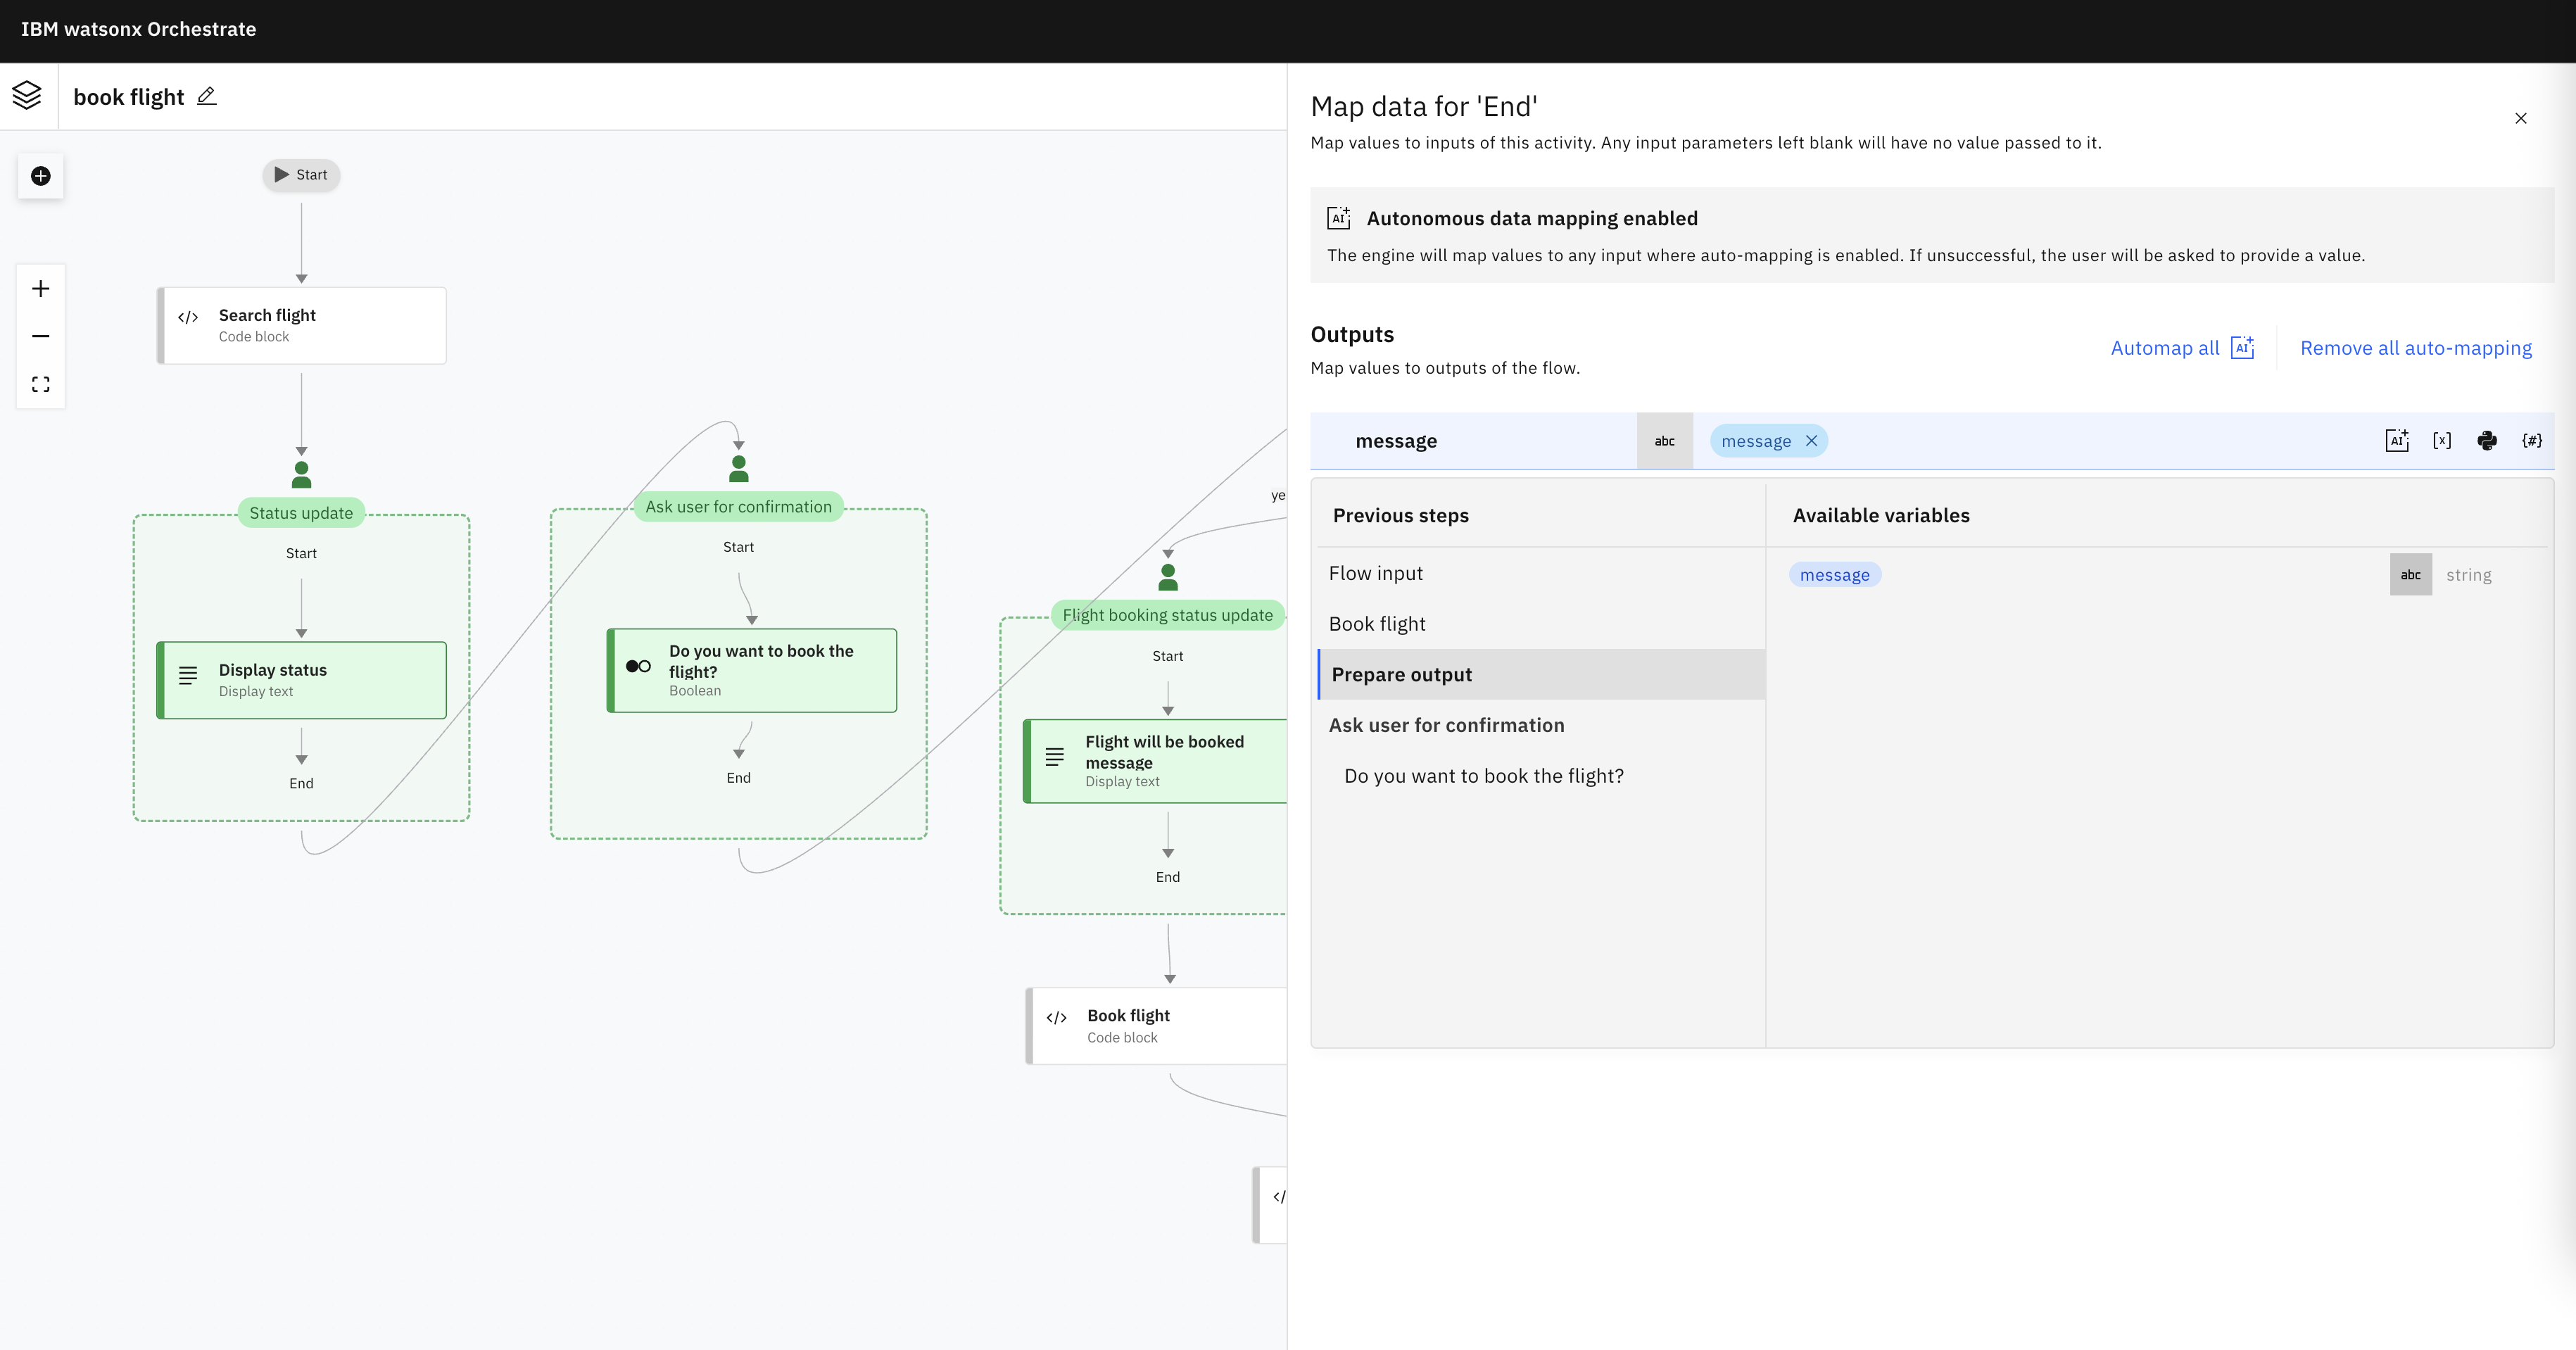 IBM watsonx Orchestrate
book flight
Start
</> Search flight
Code block
Status update
Start
Display status
Display text
End
Ask user for confirmation
Start
Do you want to book the
flight?
Boolean
End
ye
Flight booking status update
Start
Flight will be booked
message
Display text
End
</> Book flight
Code block
</
Map data for 'End'
Map values to inputs of this activity. Any input parameters left blank will have no value passed to it.
AI Autonomous data mapping enabled
The engine will map values to any input where auto-mapping is enabled. If unsuccessful, the user will be asked to provide a value.
Outputs
Map values to outputs of the flow.
Automap all AI
Remove all auto-mapping
message abc message AI [x] {#}
Previous steps
Available variables
Flow input
Book flight
Prepare output
Ask user for confirmation
Do you want to book the flight?
message abc string